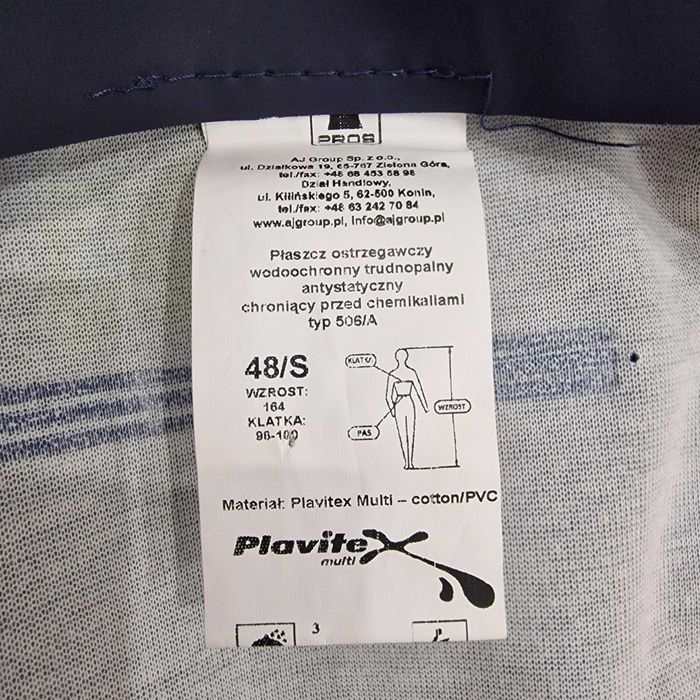 PROS
AJ Group Sp. z o.o.,
ul. Działkowa 19, 65-767 Zielona Góra,
tel./fax: +48 68 453 58 98
Dział Handlowy,
ul. Kilińskiego 5, 62-500 Konin,
tel./fax: +48 63 242 70 84
www.ajgroup.pl, info@ajgroup.pl
Płaszcz ostrzegawczy
wodoochronny trudnopalny
antystatyczny
chroniący przed chemikaliami
typ 506/A
48/S
WZROST:
164
KLATKA:
96-100
KLATKA
WZROST
PAS
Materiał: Plavitex Multi – cotton/PVC
Plavitex
multi
3